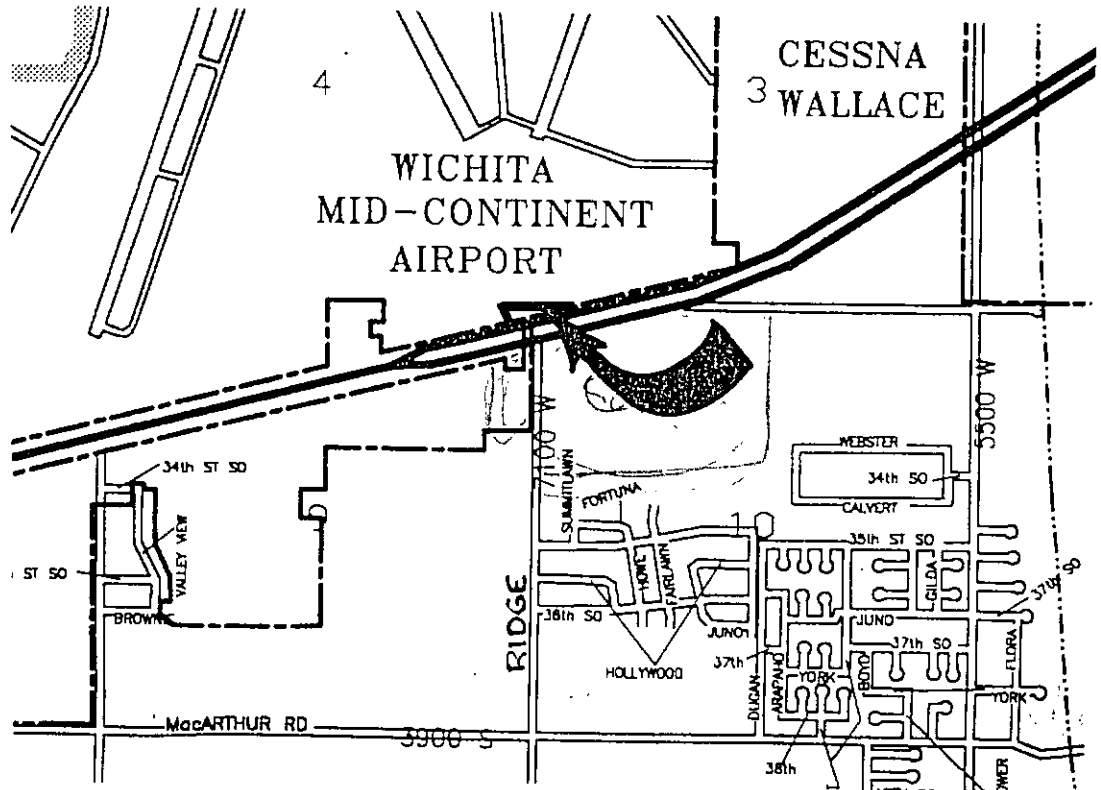 4
3
CESSNA
WALLACE
WICHITA
MID-CONTINENT
AIRPORT
5500 W
WEBSTER
34th SO
CALVERT
34th ST SO
VALLEY VIEW
ST SO
BROWN
SUMMITLAWN
FORTUNA
10
35th ST SO
HOWE
FAIRLAWN
GILDA
37th SO
36th SO
JUNO
JUNO
37th SO
HOLLYWOOD
37th
RIDGE
DUGAN
ARAPAHO
YORK
BOYD
FLORA
YORK
MacARTHUR RD
3900 S
38th